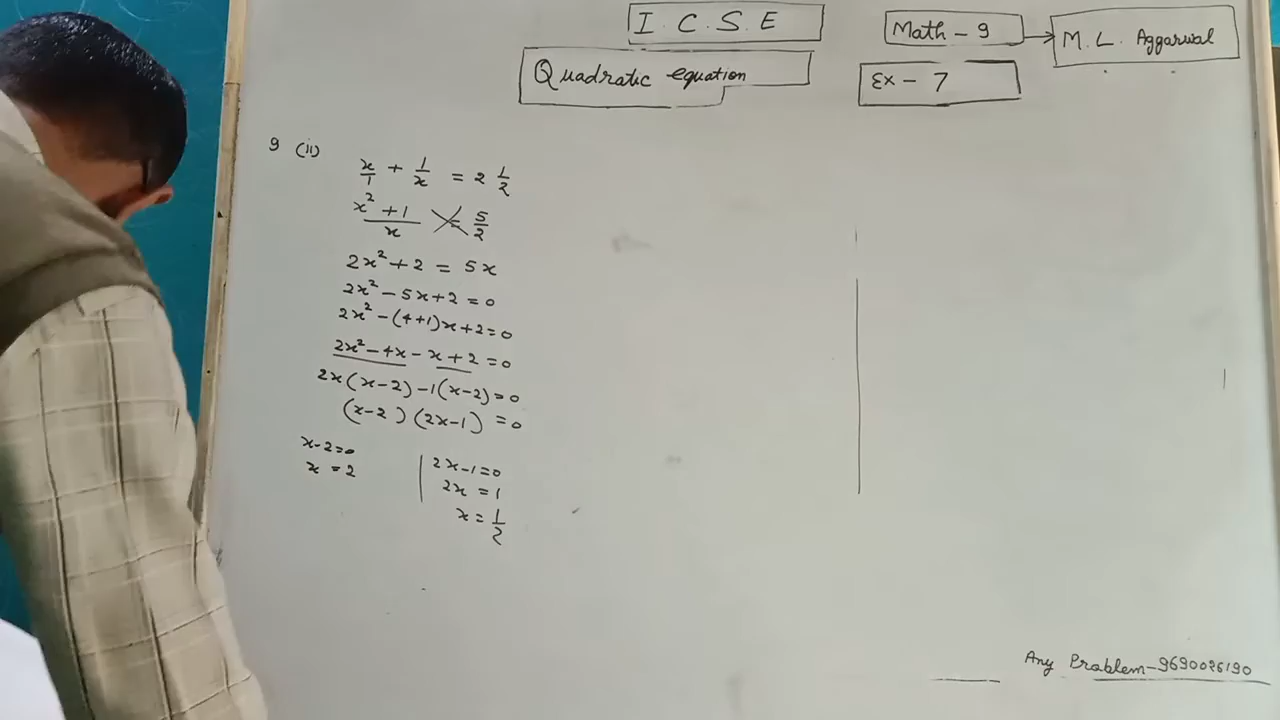 I.C.S.E
Math - 9 → M.L. Aggarwal
Quadratic equation
Ex - 7
9 (ii)
x/1 + 1/x = 2 1/2
x² + 1/x = 5/2
2x² + 2 = 5x
2x² - 5x + 2 = 0
2x² - (4+1)x + 2 = 0
2x² - 4x - x + 2 = 0
2x(x-2) - 1(x-2) = 0
(x-2) (2x-1) = 0
x-2=0
x = 2
2x-1=0
2x = 1
x = 1/2
Any Problem-9690026190